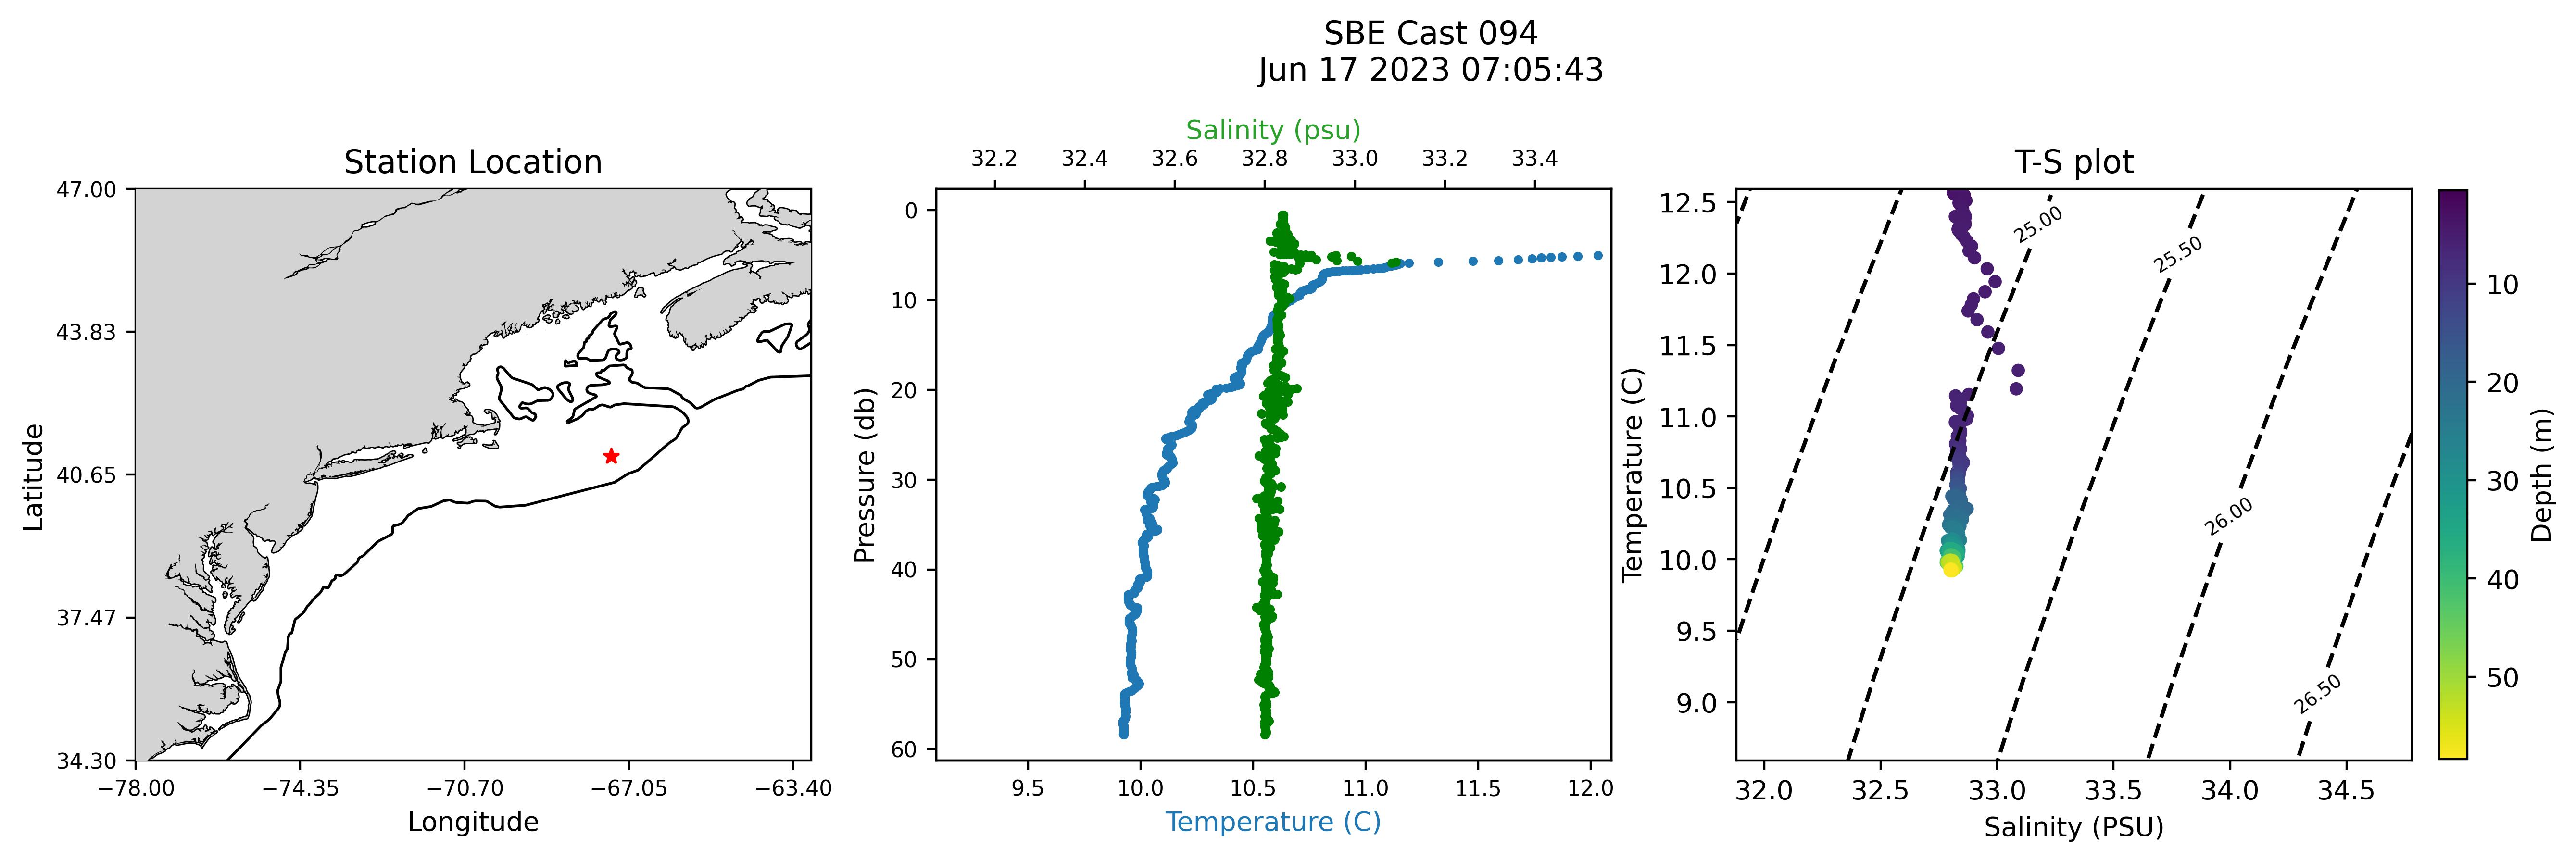 SBE Cast 094
Jun 17 2023 07:05:43
Station Location
47.00
43.83
40.65
37.47
34.30
Latitude
−78.00 −74.35 −70.70 −67.05 −63.40
Longitude
Salinity (psu)
32.2 32.4 32.6 32.8 33.0 33.2 33.4
0
10
20
30
40
50
60
Pressure (db)
9.5 10.0 10.5 11.0 11.5 12.0
Temperature (C)
T-S plot
12.5
12.0
11.5
11.0
10.5
10.0
9.5
9.0
Temperature (C)
25.00
25.50
26.00
26.50
32.0 32.5 33.0 33.5 34.0 34.5
Salinity (PSU)
10
20
30
40
50
Depth (m)